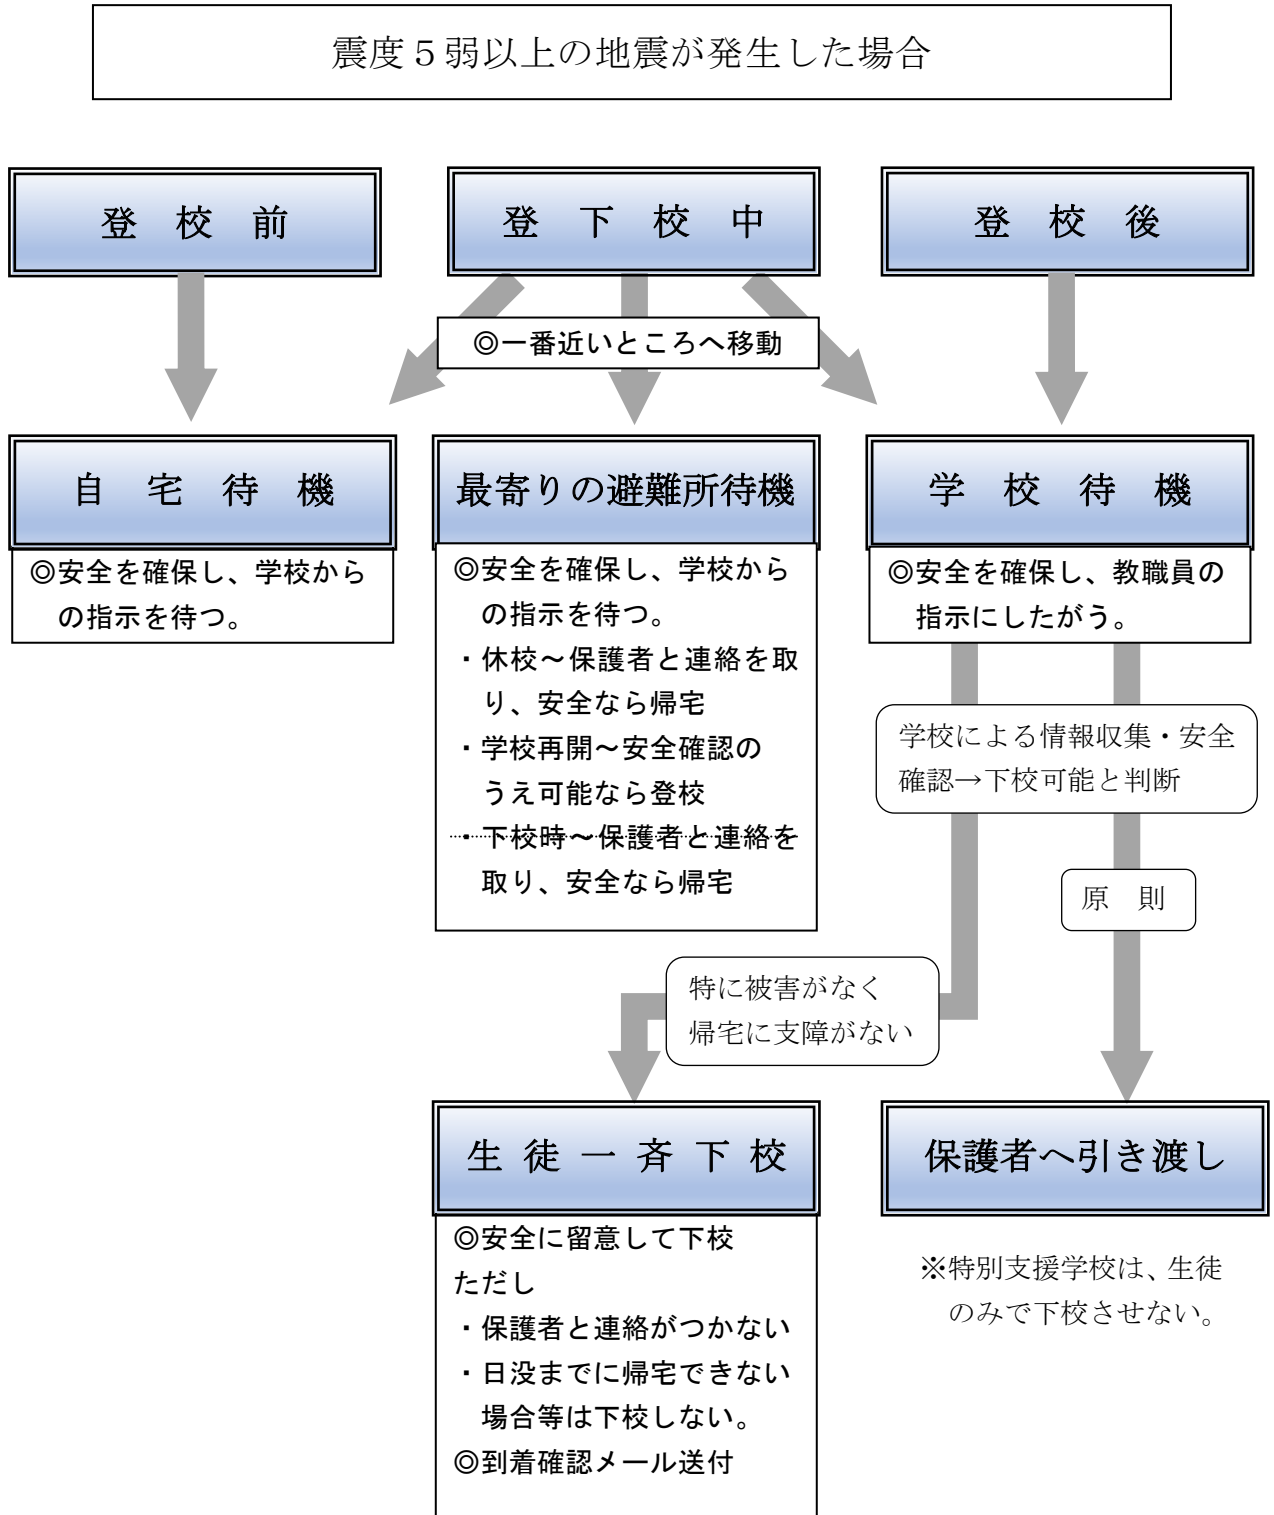 震度５弱以上の地震が発生した場合
登　校　前
登　下　校　中
登　校　後
◎一番近いところへ移動
自　宅　待　機
最寄りの避難所待機
学　校　待　機
◎安全を確保し、学校から
の指示を待つ。
◎安全を確保し、学校から
の指示を待つ。
・休校～保護者と連絡を取
り、安全なら帰宅
・学校再開～安全確認の
うえ可能なら登校
・下校時～保護者と連絡を
取り、安全なら帰宅
◎安全を確保し、教職員の
指示にしたがう。
学校による情報収集・安全
確認→下校可能と判断
原　則
特に被害がなく
帰宅に支障がない
生　徒　一　斉　下　校
保護者へ引き渡し
◎安全に留意して下校
ただし
・保護者と連絡がつかない
・日没までに帰宅できない
場合等は下校しない。
◎到着確認メール送付
※特別支援学校は、生徒
のみで下校させない。